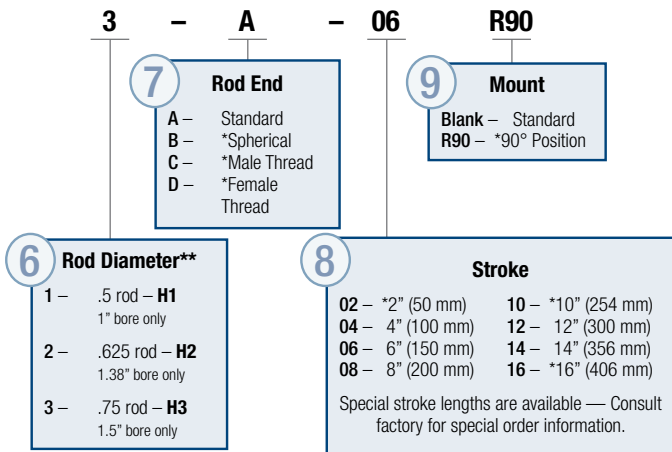 3 – A – 06 R90
7
Rod End
A – Standard
B – *Spherical
C – *Male Thread
D – *Female
Thread
9
Mount
Blank – Standard
R90 – *90° Position
6
Rod Diameter**
1 – .5 rod – H1
1" bore only
2 – .625 rod – H2
1.38" bore only
3 – .75 rod – H3
1.5" bore only
8
Stroke
02 – *2” (50 mm) 10 – *10” (254 mm)
04 – 4” (100 mm) 12 – 12” (300 mm)
06 – 6” (150 mm) 14 – 14” (356 mm)
08 – 8” (200 mm) 16 – *16” (406 mm)
Special stroke lengths are available — Consult
factory for special order information.